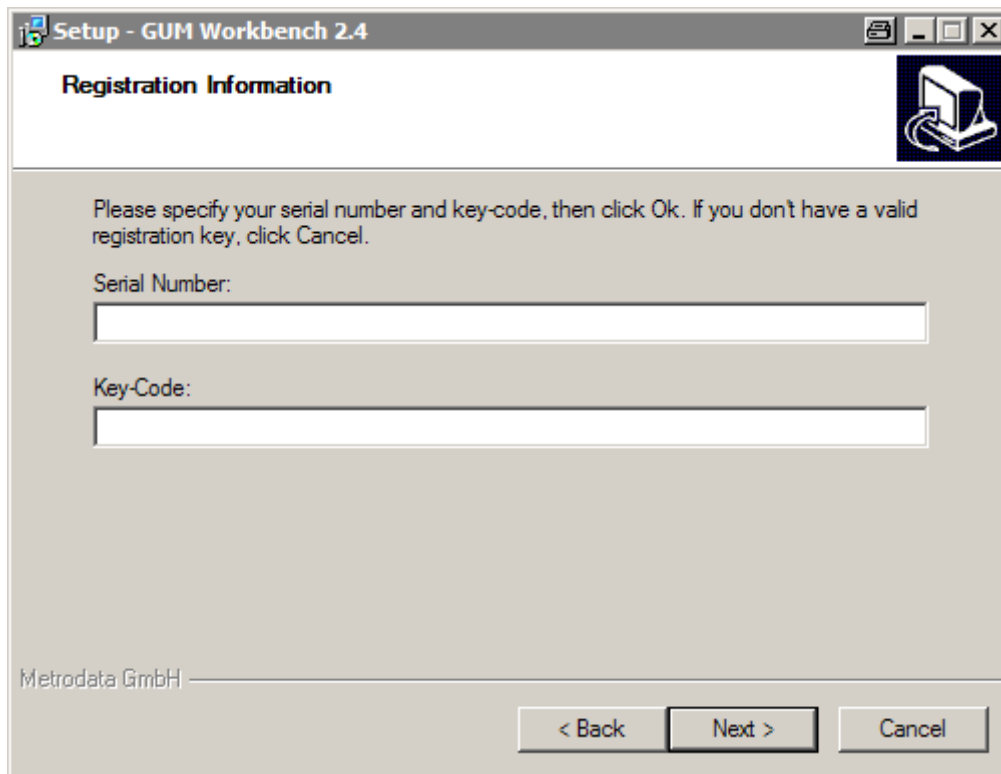 Setup - GUM Workbench 2.4
Registration Information
Please specify your serial number and key-code, then click Ok. If you don't have a valid
registration key, click Cancel.
Serial Number:
Key-Code:
Metrodata GmbH
< Back
Next >
Cancel